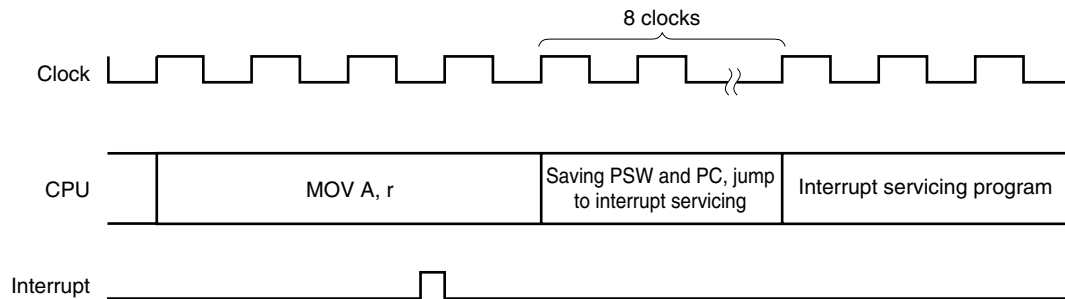 8 clocks
Clock
CPU
MOV A, r
Saving PSW and PC, jump
to interrupt servicing
Interrupt servicing program
Interrupt